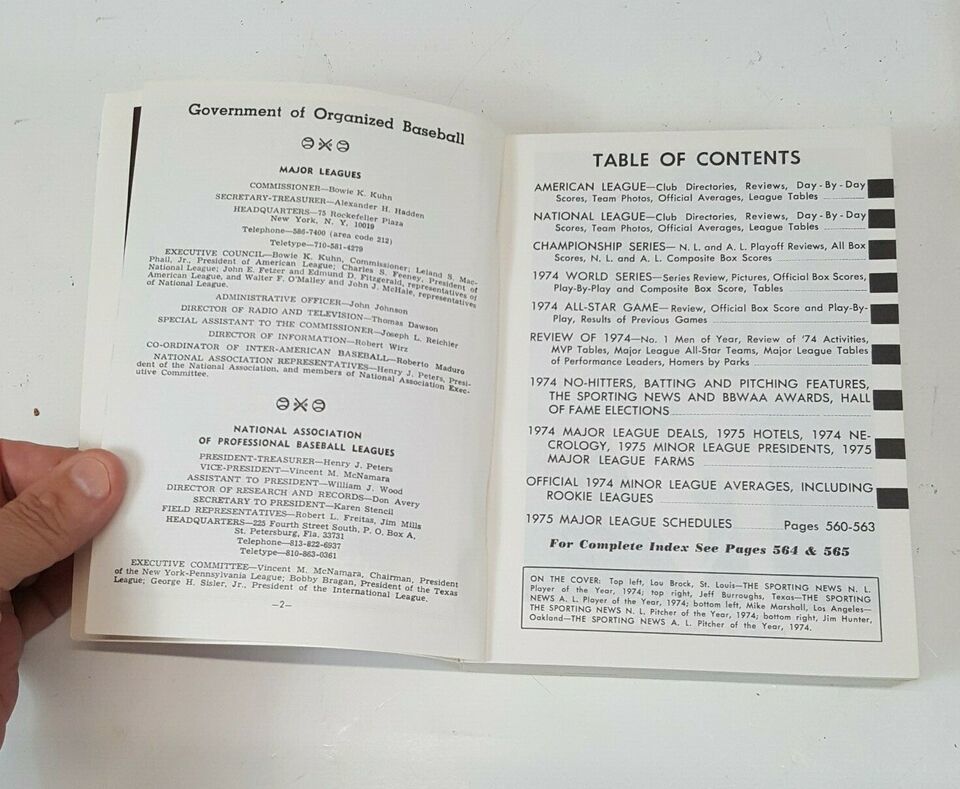 Government of Organized Baseball
MAJOR LEAGUES
COMMISSIONER—Bowie K. Kuhn
SECRETARY-TREASURER—Alexander H. Hadden
HEADQUARTERS—75 Rockefeller Plaza
New York, N. Y. 10019
Telephone—586-7400 (area code 212)
Teletype—710-581-4279
EXECUTIVE COUNCIL—Bowie K. Kuhn, Commissioner; Leland S. Mac-
Phail, Jr., President of American League; Charles S. Feeney, President of
National League; John E. Fetzer and Edmund D. Fitzgerald, representatives of
American League, and Walter F. O'Malley and John J. McHale, representatives
of National League.
ADMINISTRATIVE OFFICER—John Johnson
DIRECTOR OF RADIO AND TELEVISION—Thomas Dawson
SPECIAL ASSISTANT TO THE COMMISSIONER—Joseph L. Reichler
DIRECTOR OF INFORMATION—Robert Wirz
CO-ORDINATOR OF INTER-AMERICAN BASEBALL—Roberto Maduro
NATIONAL ASSOCIATION REPRESENTATIVES—Henry J. Peters, Presi-
dent of the National Association, and members of National Association Exec-
utive Committee.
NATIONAL ASSOCIATION
OF PROFESSIONAL BASEBALL LEAGUES
PRESIDENT-TREASURER—Henry J. Peters
VICE-PRESIDENT—Vincent M. McNamara
ASSISTANT TO PRESIDENT—William J. Wood
DIRECTOR OF RESEARCH AND RECORDS—Don Avery
SECRETARY TO PRESIDENT—Karen Stencil
FIELD REPRESENTATIVES—Robert L. Freitas, Jim Mills
HEADQUARTERS—225 Fourth Street South, P. O. Box A,
St. Petersburg, Fla. 33731
Telephone—813-822-6937
Teletype—810-863-0361
EXECUTIVE COMMITTEE—Vincent M. McNamara, Chairman, President
of the New York-Pennsylvania League; Bobby Bragan, President of the Texas
League; George H. Sisler, Jr., President of the International League.
—2—
TABLE OF CONTENTS
AMERICAN LEAGUE—Club Directories, Reviews, Day-By-Day
Scores, Team Photos, Official Averages, League Tables
NATIONAL LEAGUE—Club Directories, Reviews, Day-By-Day
Scores, Team Photos, Official Averages, League Tables
CHAMPIONSHIP SERIES— N. L. and A. L. Playoff Reviews, All Box
Scores, N. L. and A. L. Composite Box Scores
1974 WORLD SERIES—Series Review, Pictures, Official Box Scores,
Play-By-Play and Composite Box Score, Tables
1974 ALL-STAR GAME—Review, Official Box Score and Play-By-
Play, Results of Previous Games
REVIEW OF 1974—No. 1 Men of Year, Review of '74 Activities,
MVP Tables, Major League All-Star Teams, Major League Tables
of Performance Leaders, Homers by Parks
1974 NO-HITTERS, BATTING AND PITCHING FEATURES,
THE SPORTING NEWS AND BBWAA AWARDS, HALL
OF FAME ELECTIONS
1974 MAJOR LEAGUE DEALS, 1975 HOTELS, 1974 NE-
CROLOGY, 1975 MINOR LEAGUE PRESIDENTS, 1975
MAJOR LEAGUE FARMS
OFFICIAL 1974 MINOR LEAGUE AVERAGES, INCLUDING
ROOKIE LEAGUES
1975 MAJOR LEAGUE SCHEDULES Pages 560-563
For Complete Index See Pages 564 & 565
ON THE COVER: Top left, Lou Brock, St. Louis—THE SPORTING NEWS N. L.
Player of the Year, 1974; top right, Jeff Burroughs, Texas—THE SPORTING
NEWS A. L. Player of the Year, 1974; bottom left, Mike Marshall, Los Angeles—
THE SPORTING NEWS N. L. Pitcher of the Year, 1974; bottom right, Jim Hunter,
Oakland—THE SPORTING NEWS A. L. Pitcher of the Year, 1974.